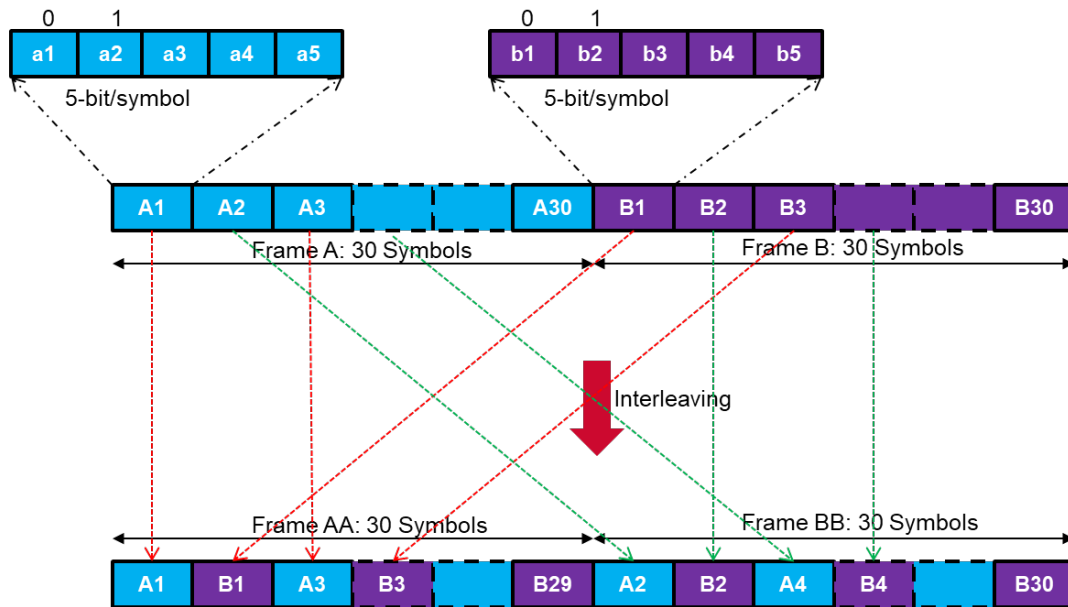 0 1
a1 a2 a3 a4 a5
5-bit/symbol
0 1
b1 b2 b3 b4 b5
5-bit/symbol
A1 A2 A3 A30 B1 B2 B3 B30
Frame A: 30 Symbols
Frame B: 30 Symbols
Interleaving
Frame AA: 30 Symbols
Frame BB: 30 Symbols
A1 B1 A3 B3 B29 A2 B2 A4 B4 B30